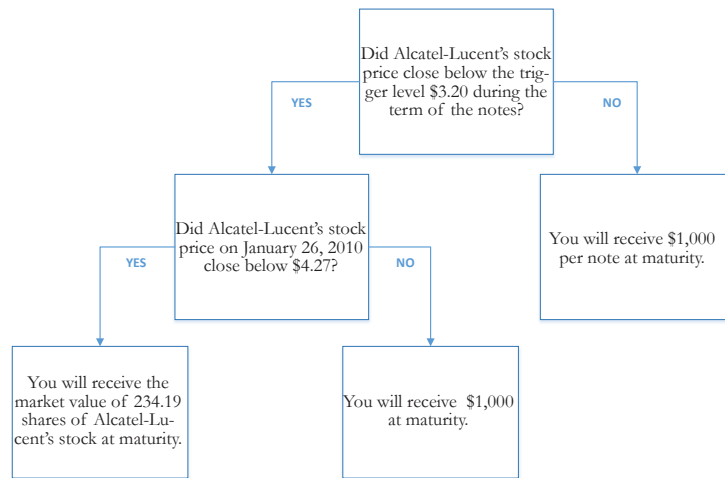 Did Alcatel-Lucent's stock
price close below the trig-
ger level $3.20 during the
term of the notes?
YES
NO
Did Alcatel-Lucent's stock
price on January 26, 2010
close below $4.27?
You will receive $1,000
per note at maturity.
YES
NO
You will receive the
market value of 234.19
shares of Alcatel-Lu-
cent's stock at maturity.
You will receive  $1,000
at maturity.